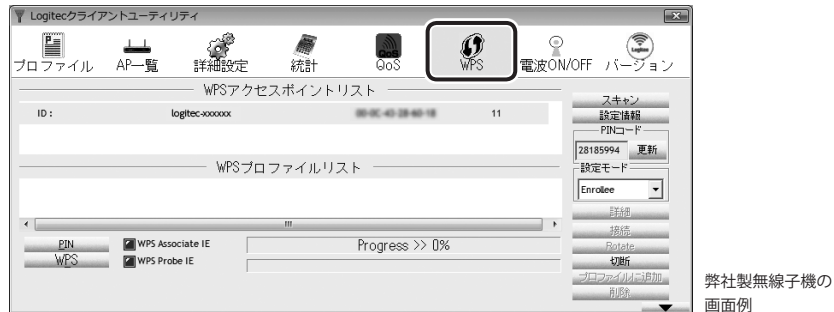 Logitecクライアントユーティリティ
プロファイル AP一覧 詳細設定 統計 QoS WPS 電波ON/OFF バージョン
WPSアクセスポイントリスト
ID : logitec-xxxxxx 11
スキャン
設定情報
PINコード
28185994 更新
設定モード
Enrollee
WPSプロファイルリスト
詳細
接続
Rotate
切断
プロファイルに追加
削除
PIN WPS Associate IE Progress >> 0%
WPS WPS Probe IE
弊社製無線子機の
画面例